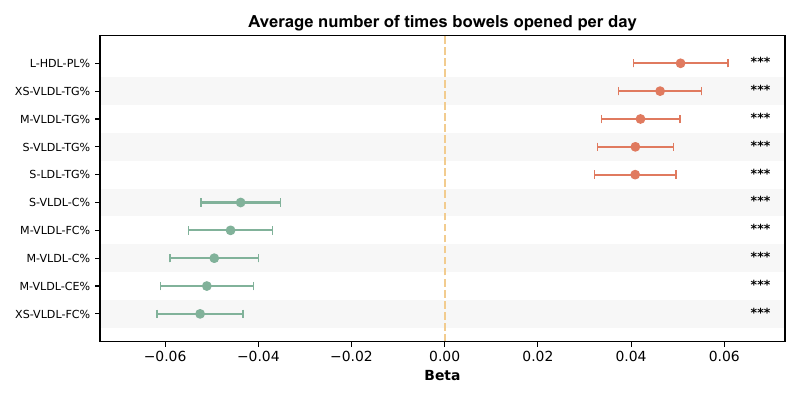 Average number of times bowels opened per day
L-HDL-PL% ***
XS-VLDL-TG% ***
M-VLDL-TG% ***
S-VLDL-TG% ***
S-LDL-TG% ***
S-VLDL-C% ***
M-VLDL-FC% ***
M-VLDL-C% ***
M-VLDL-CE% ***
XS-VLDL-FC% ***
−0.06 −0.04 −0.02 0.00 0.02 0.04 0.06
Beta